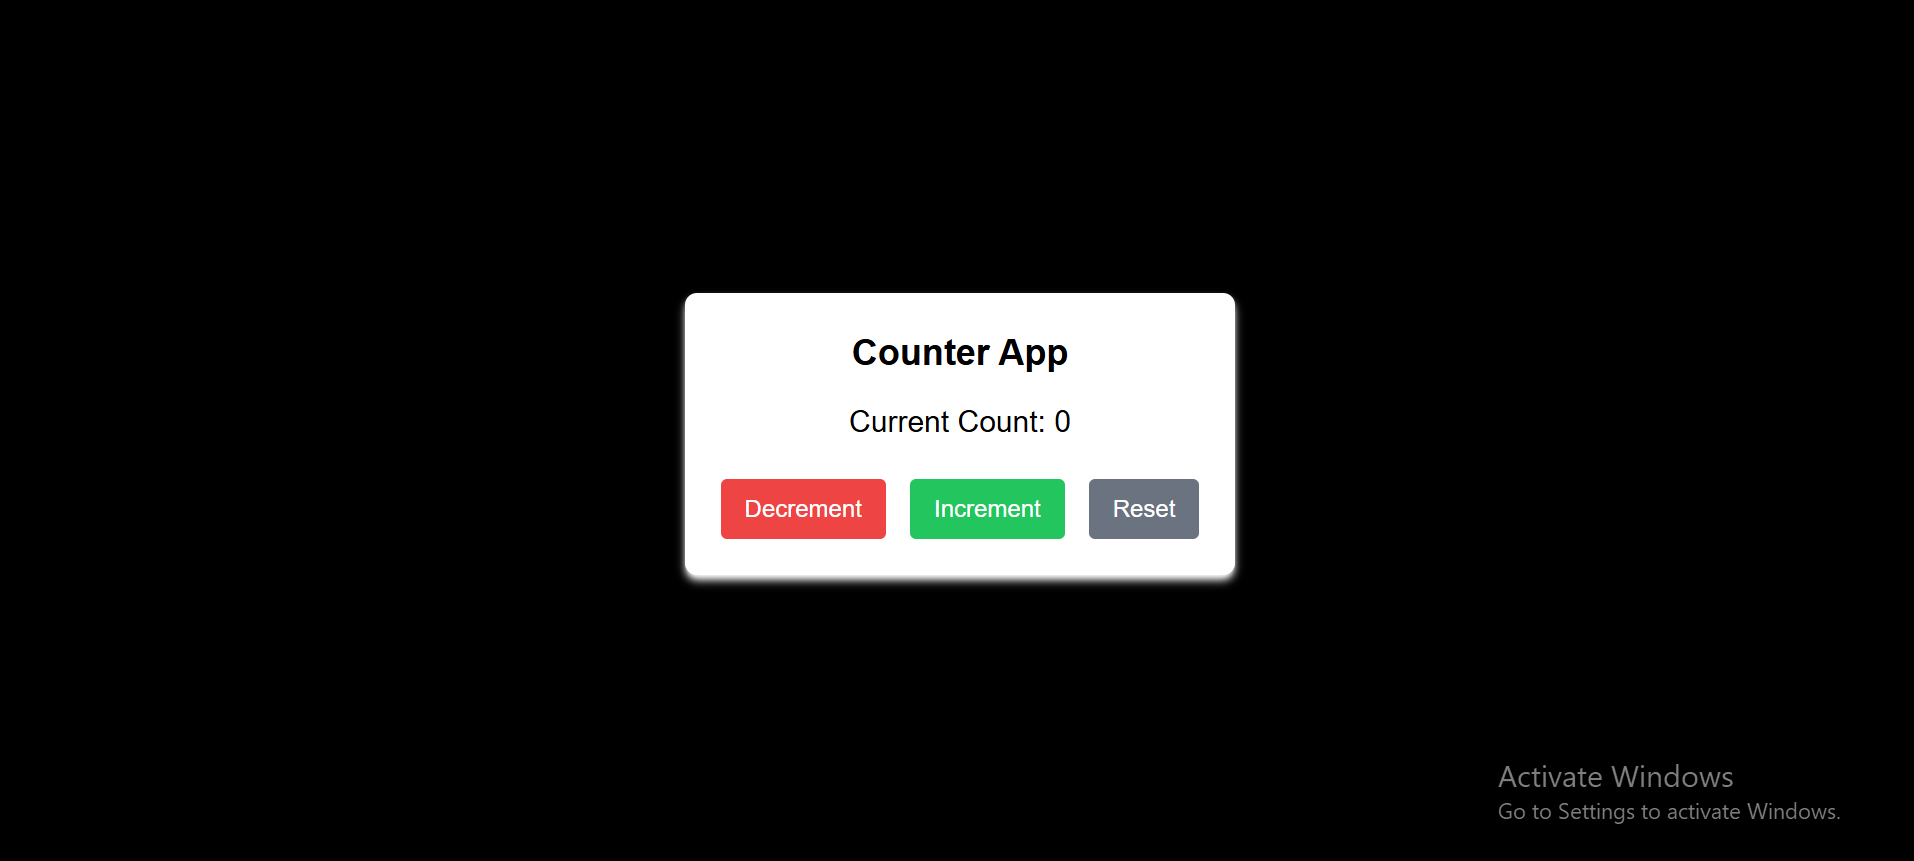 Counter App
Current Count: 0
Decrement Increment Reset
Activate Windows
Go to Settings to activate Windows.